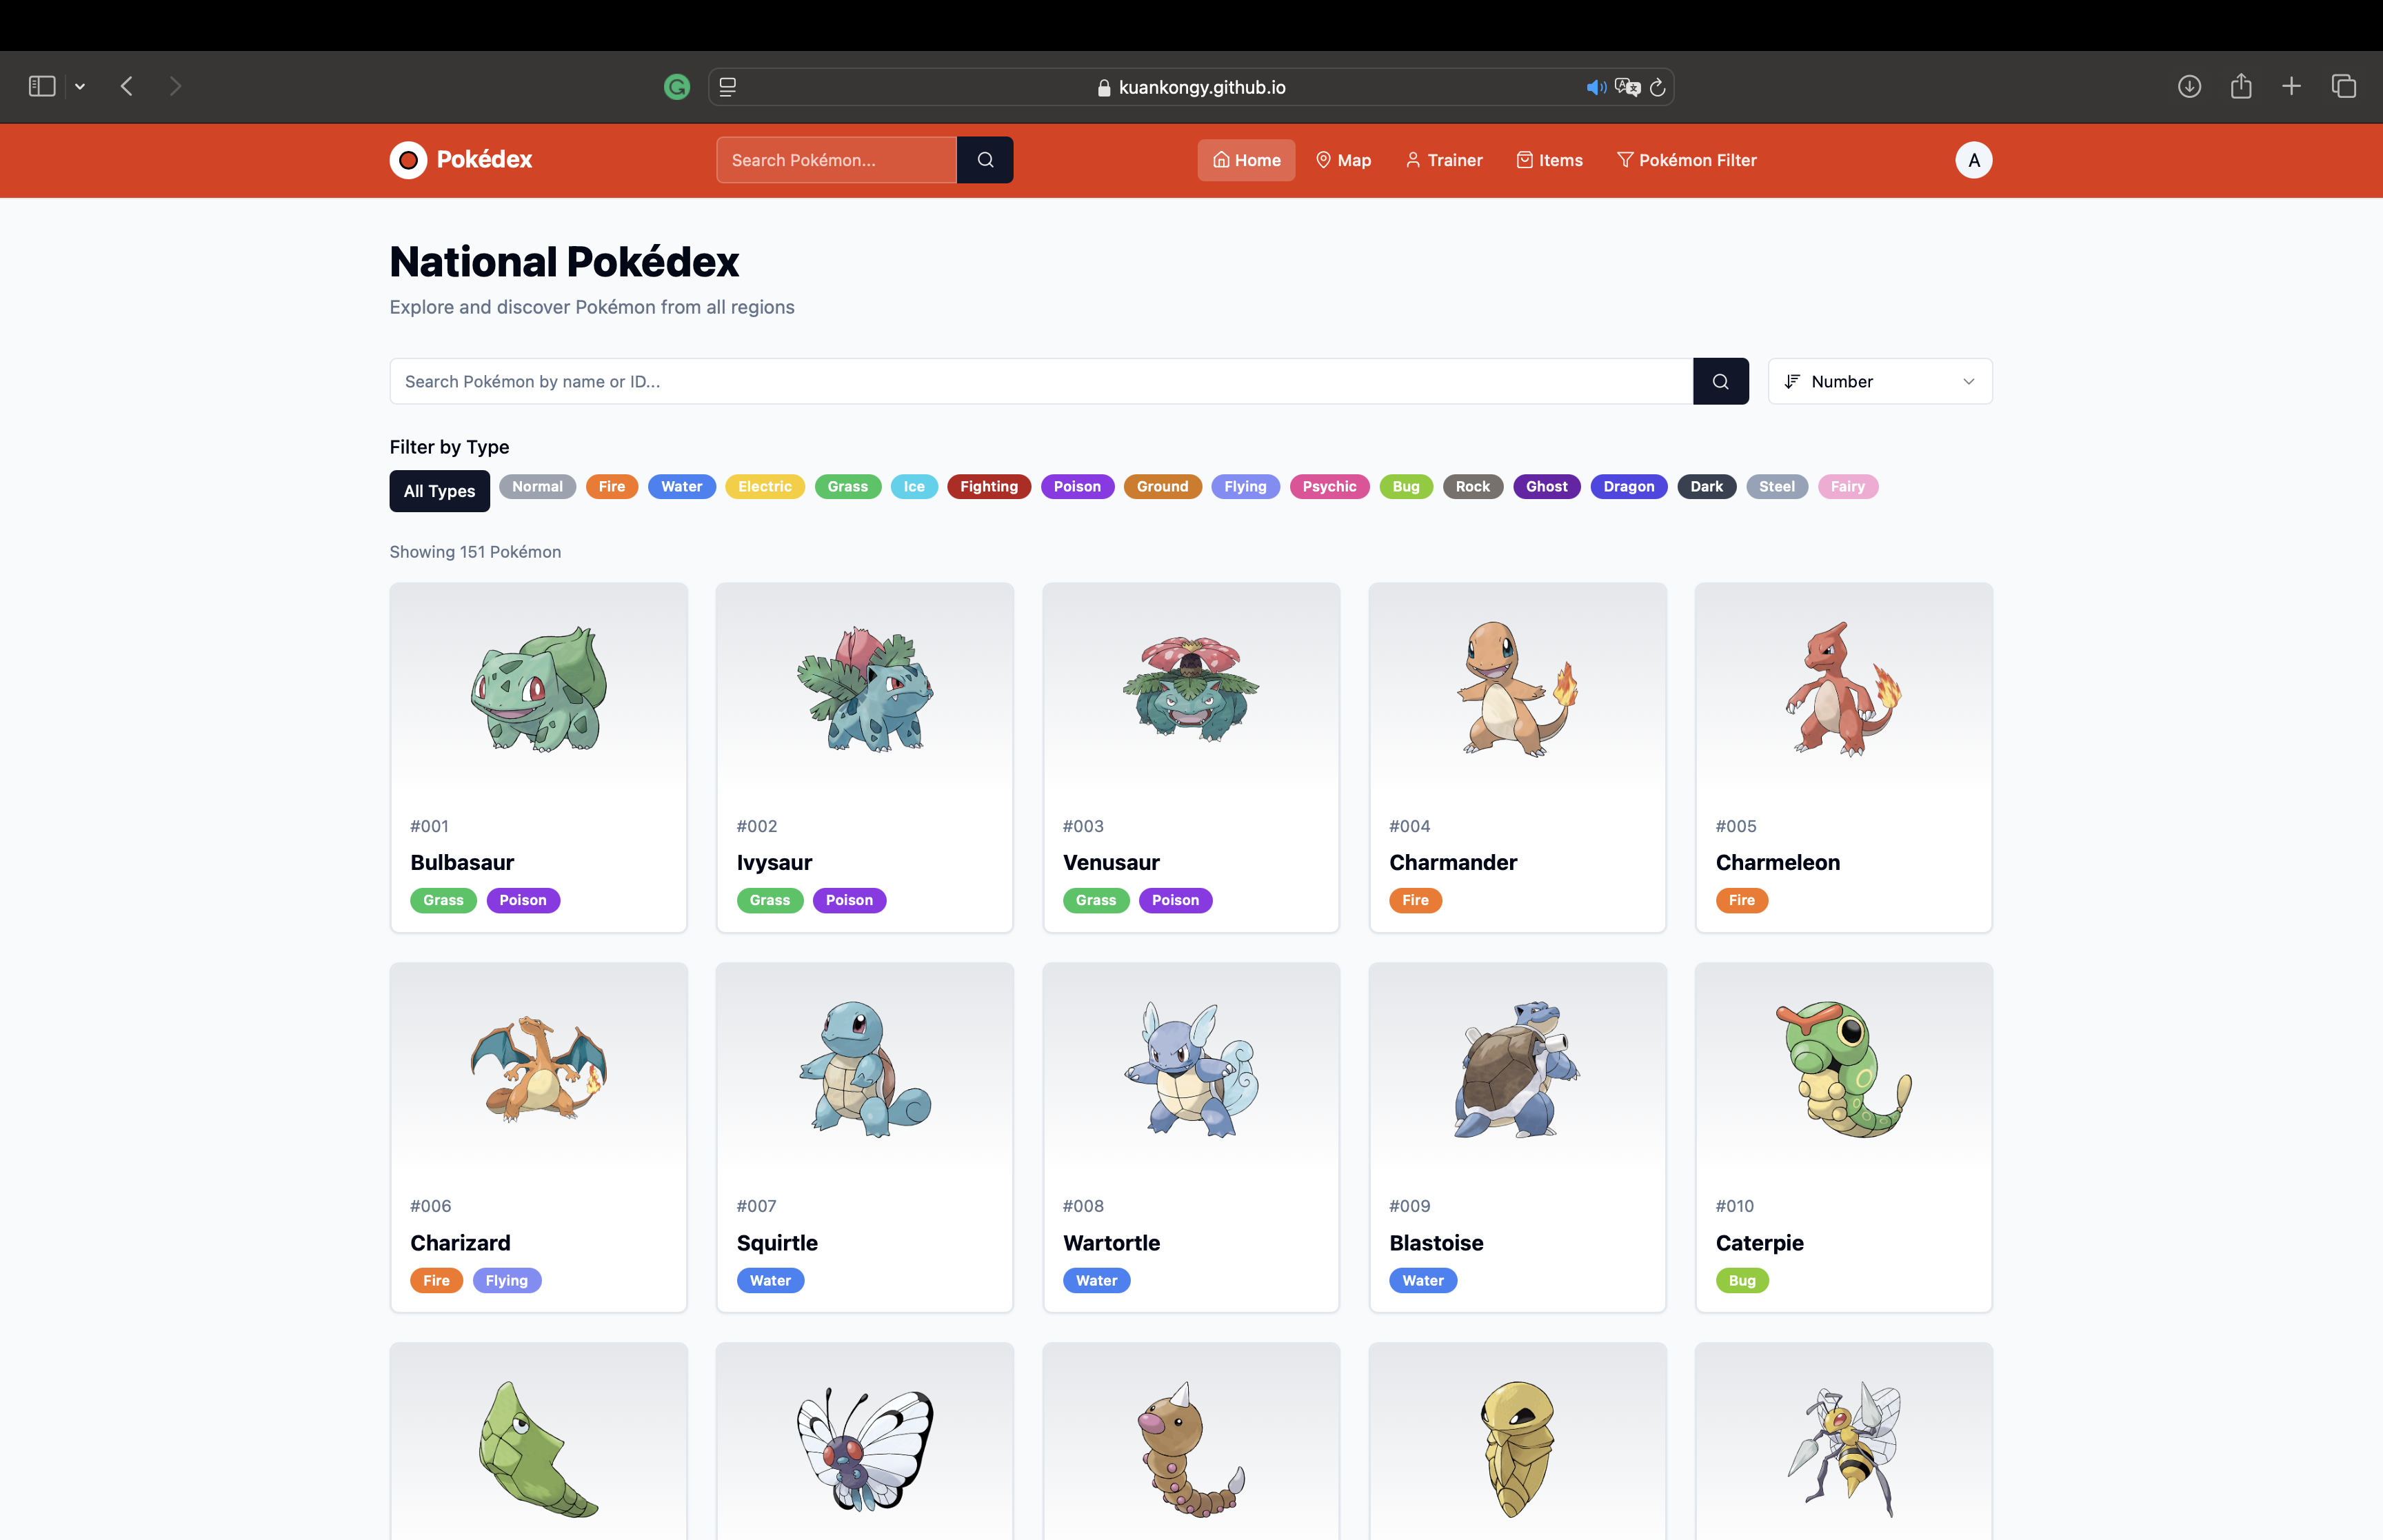 kuankongy.github.io
Pokédex
Search Pokémon...
Home Map Trainer Items Pokémon Filter
A
National Pokédex
Explore and discover Pokémon from all regions
Search Pokémon by name or ID...
Number
Filter by Type
All Types Normal Fire Water Electric Grass Ice Fighting Poison Ground Flying Psychic Bug Rock Ghost Dragon Dark Steel Fairy
Showing 151 Pokémon
#001
Bulbasaur
Grass Poison
#002
Ivysaur
Grass Poison
#003
Venusaur
Grass Poison
#004
Charmander
Fire
#005
Charmeleon
Fire
#006
Charizard
Fire Flying
#007
Squirtle
Water
#008
Wartortle
Water
#009
Blastoise
Water
#010
Caterpie
Bug